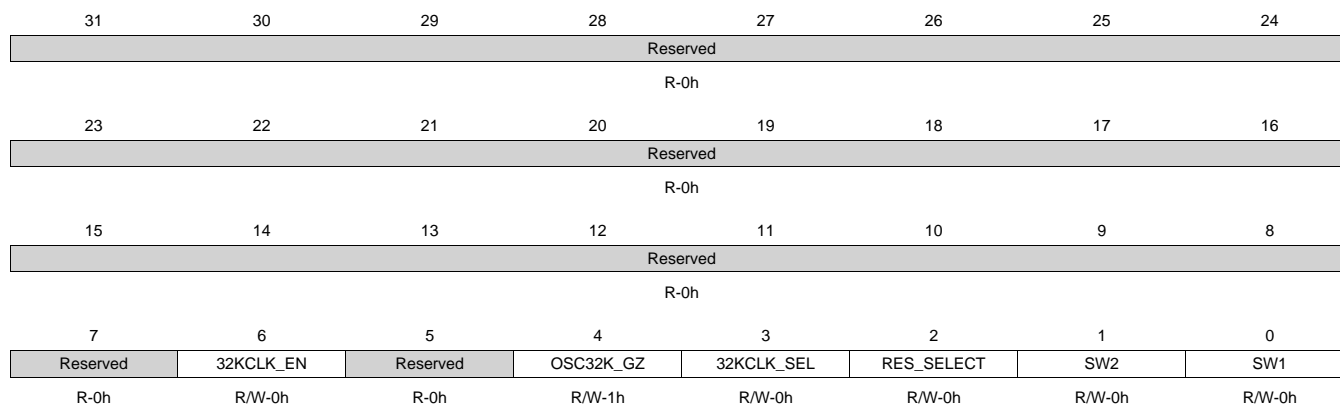 31 30 29 28 27 26 25 24
Reserved
R-0h
23 22 21 20 19 18 17 16
Reserved
R-0h
15 14 13 12 11 10 9 8
Reserved
R-0h
7 6 5 4 3 2 1 0
Reserved 32KCLK_EN Reserved OSC32K_GZ 32KCLK_SEL RES_SELECT SW2 SW1
R-0h R/W-0h R-0h R/W-1h R/W-0h R/W-0h R/W-0h R/W-0h